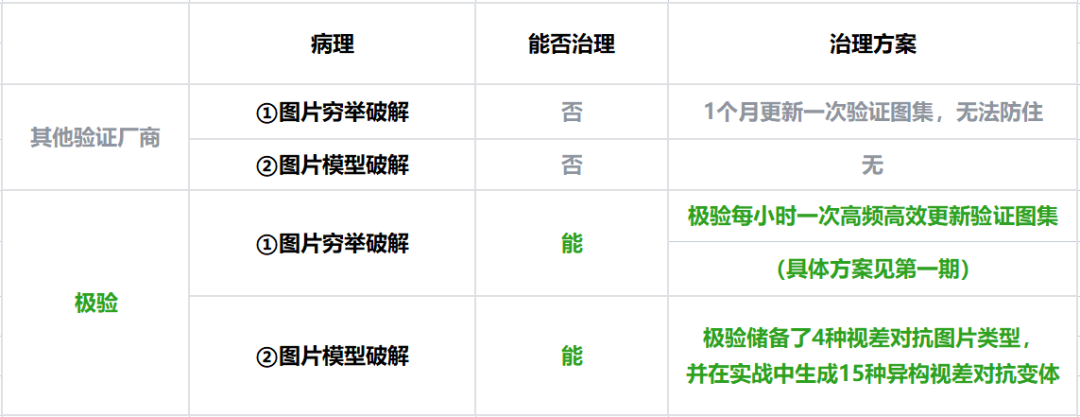 病理 能否治理 治理方案
其他验证厂商
①图片穷举破解 否 1个月更新一次验证图集，无法防住
②图片模型破解 否 无
极验
①图片穷举破解 能 极验每小时一次高频高效更新验证图集
（具体方案见第一期）
②图片模型破解 能 极验储备了4种视差对抗图片类型，
并在实战中生成15种异构视差对抗变体